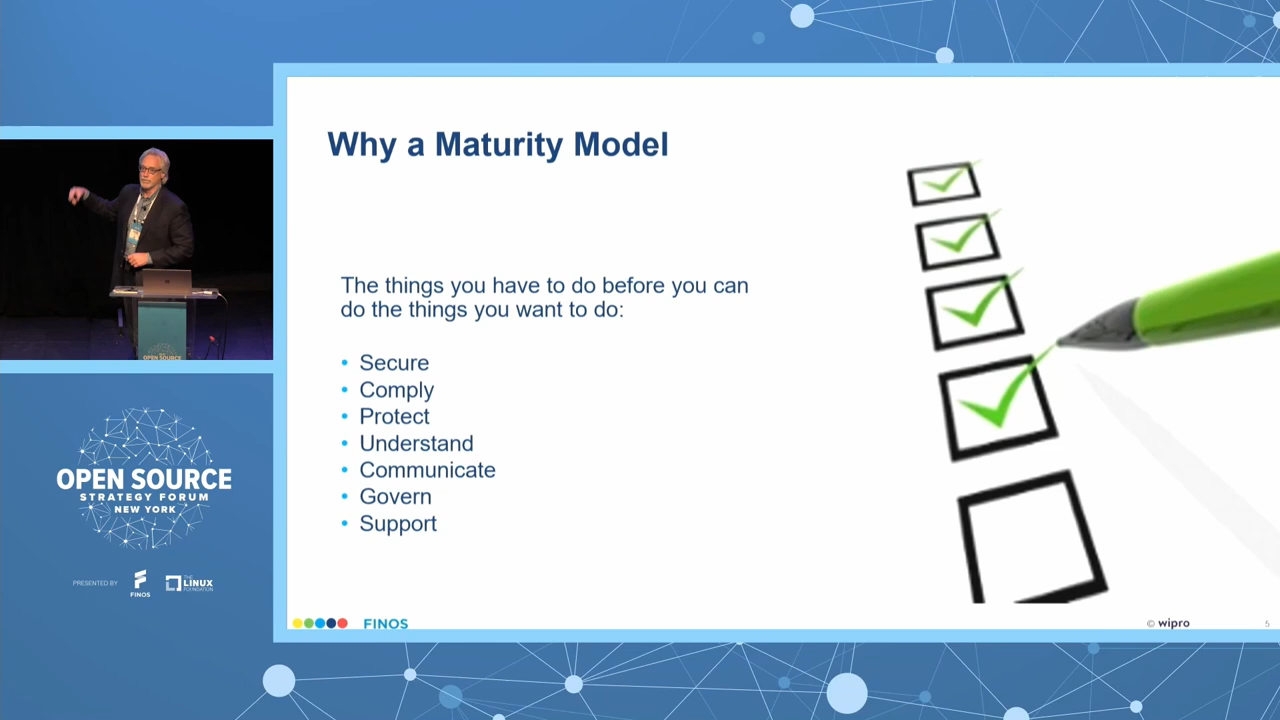 Why a Maturity Model
The things you have to do before you can
do the things you want to do:
• Secure
• Comply
• Protect
• Understand
• Communicate
• Govern
• Support
FINOS
© wipro
5
OPEN SOURCE
OPEN SOURCE
STRATEGY FORUM
NEW YORK
PRESENTED BY
FINOS
THE
LINUX
FOUNDATION